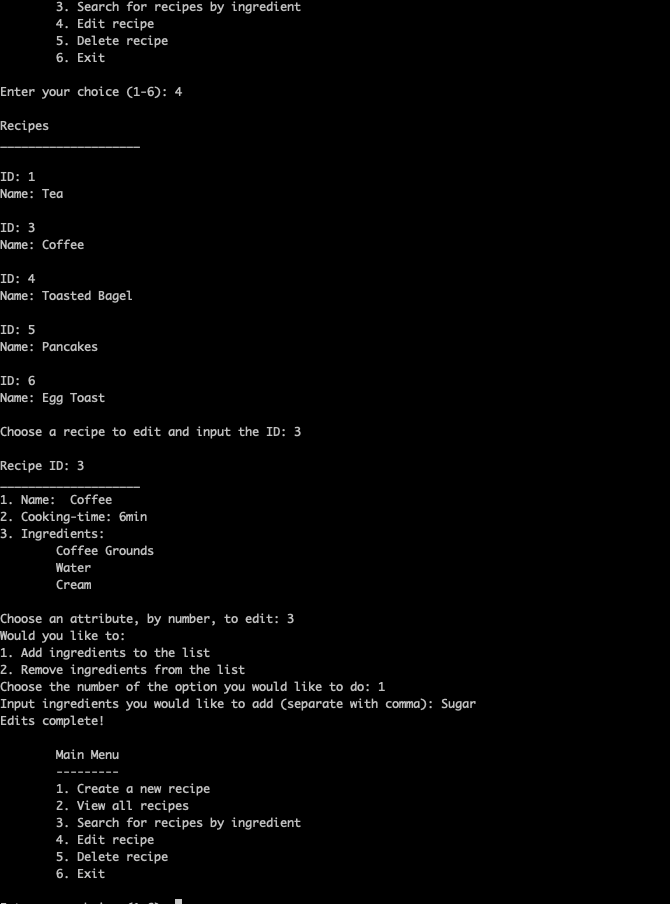 3. Search for recipes by ingredient
4. Edit recipe
5. Delete recipe
6. Exit
Enter your choice (1-6): 4
Recipes
____________________
ID: 1
Name: Tea
ID: 3
Name: Coffee
ID: 4
Name: Toasted Bagel
ID: 5
Name: Pancakes
ID: 6
Name: Egg Toast
Choose a recipe to edit and input the ID: 3
Recipe ID: 3
____________________
1. Name:  Coffee
2. Cooking-time: 6min
3. Ingredients:
Coffee Grounds
Water
Cream
Choose an attribute, by number, to edit: 3
Would you like to:
1. Add ingredients to the list
2. Remove ingredients from the list
Choose the number of the option you would like to do: 1
Input ingredients you would like to add (separate with comma): Sugar
Edits complete!
Main Menu
---------
1. Create a new recipe
2. View all recipes
3. Search for recipes by ingredient
4. Edit recipe
5. Delete recipe
6. Exit